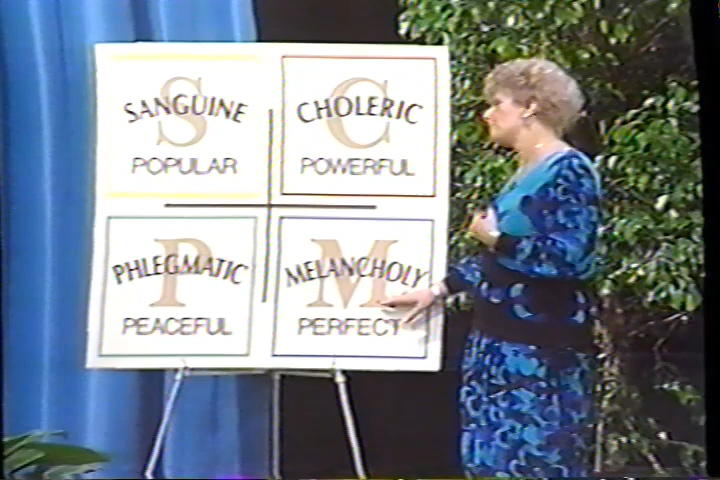 S
SANGUINE
POPULAR
C
CHOLERIC
POWERFUL
P
PHLEGMATIC
PEACEFUL
M
MELANCHOLY
PERFECT